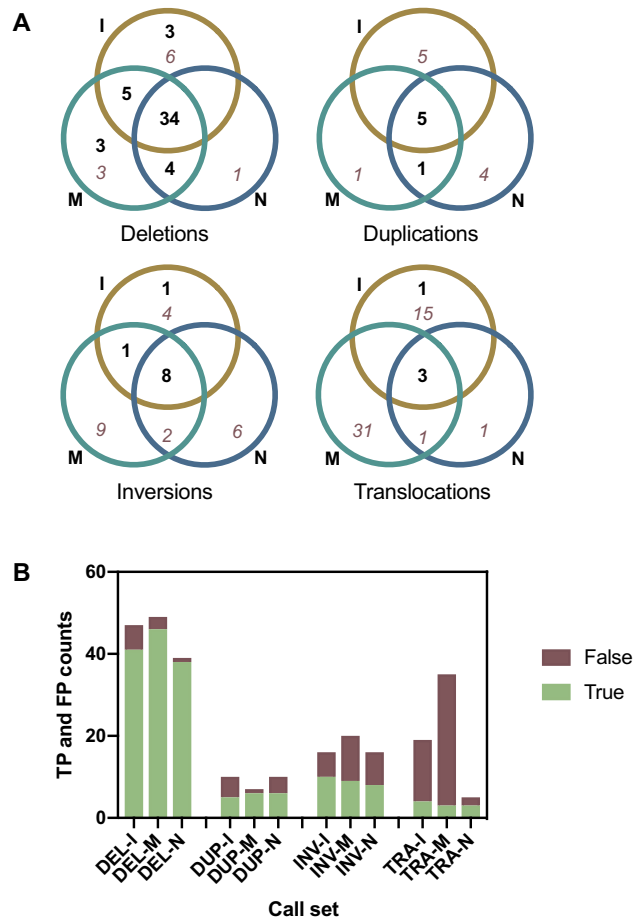 A
I
3
6
5
34
3
3
4
1
M
N
Deletions
I
5
5
1
1
4
M
N
Duplications
I
1
4
1
8
9
2
6
M
N
Inversions
I
1
15
3
31
1
1
M
N
Translocations
B
TP and FP counts
60
40
20
0
DEL-I
DEL-M
DEL-N
DUP-I
DUP-M
DUP-N
INV-I
INV-M
INV-N
TRA-I
TRA-M
TRA-N
Call set
False
True